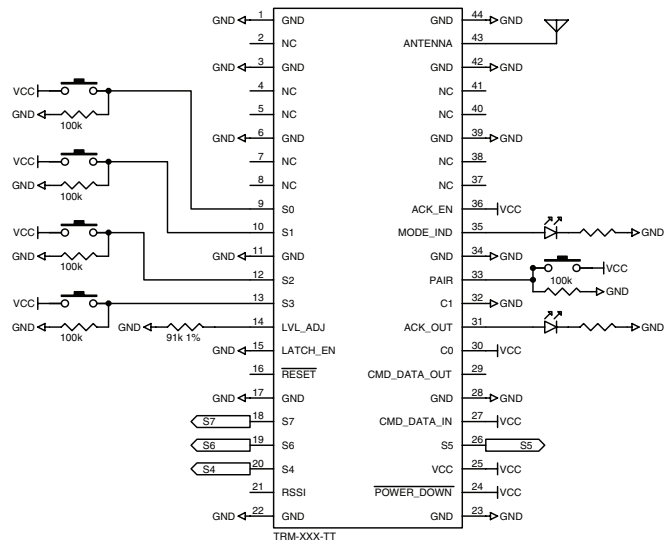 GND 1 GND GND 44 GND
2 NC ANTENNA 43
GND 3 GND GND 42 GND
VCC 4 NC NC 41
GND 100k 5 NC NC 40
GND 6 GND GND 39 GND
VCC 7 NC NC 38
GND 100k 8 NC NC 37
9 S0 ACK_EN 36 VCC
VCC 10 S1 MODE_IND 35 GND
GND 100k 11 GND GND GND 34 GND
12 S2 PAIR 33 100k VCC
VCC 13 S3 C1 32 GND GND
GND 100k GND 91k 1% 14 LVL_ADJ ACK_OUT 31 GND
GND 15 LATCH_EN C0 30 VCC
16 RESET CMD_DATA_OUT 29
GND 17 GND GND 28 GND
S7 18 S7 CMD_DATA_IN 27 VCC
S6 19 S6 S5 26 S5
S4 20 S4 VCC 25 VCC
21 RSSI POWER_DOWN 24 VCC
GND 22 GND GND 23 GND
TRM-XXX-TT